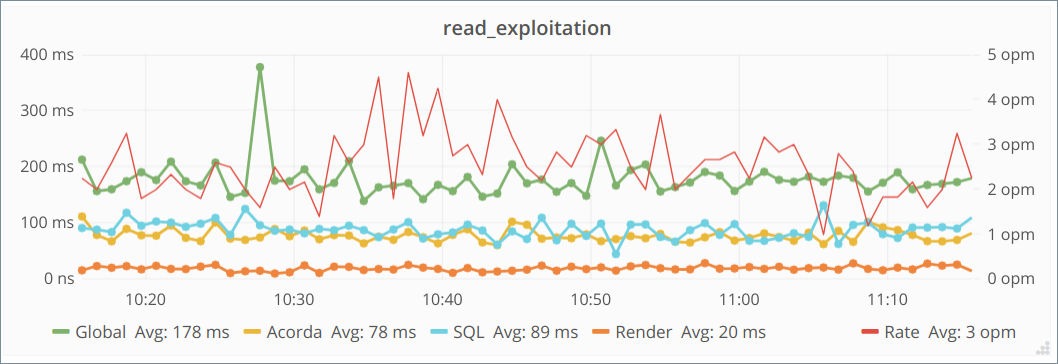 read_exploitation
400 ms 5 opm
4 opm
300 ms
3 opm
200 ms
2 opm
100 ms
1 opm
0 ns 0 opm
10:20 10:30 10:40 10:50 11:00 11:10
Global Avg: 178 ms Acorda Avg: 78 ms SQL Avg: 89 ms Render Avg: 20 ms Rate Avg: 3 opm